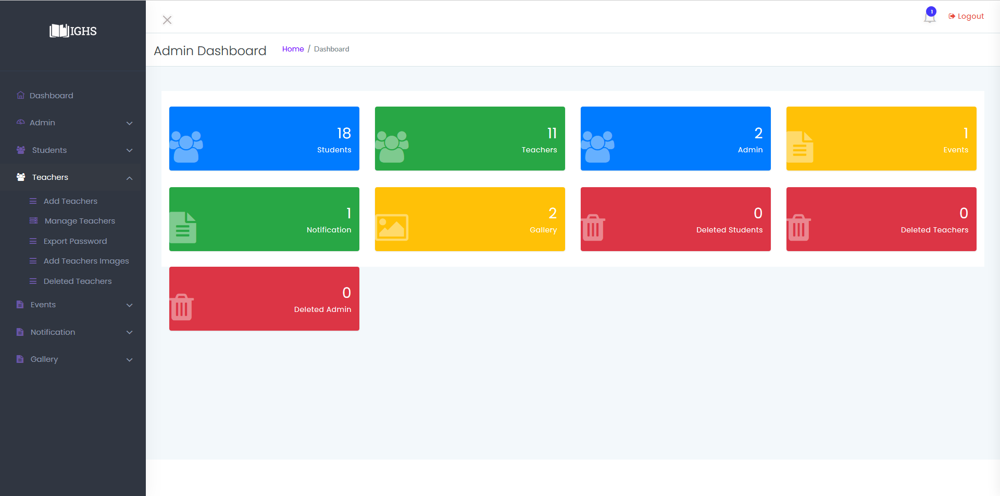 IGHS
1
Logout
Admin Dashboard
Home / Dashboard
Dashboard
Admin
Students
Teachers
Add Teachers
Manage Teachers
Export Password
Add Teachers Images
Deleted Teachers
Events
Notification
Gallery
18
Students
11
Teachers
2
Admin
1
Events
1
Notification
2
Gallery
0
Deleted Students
0
Deleted Teachers
0
Deleted Admin